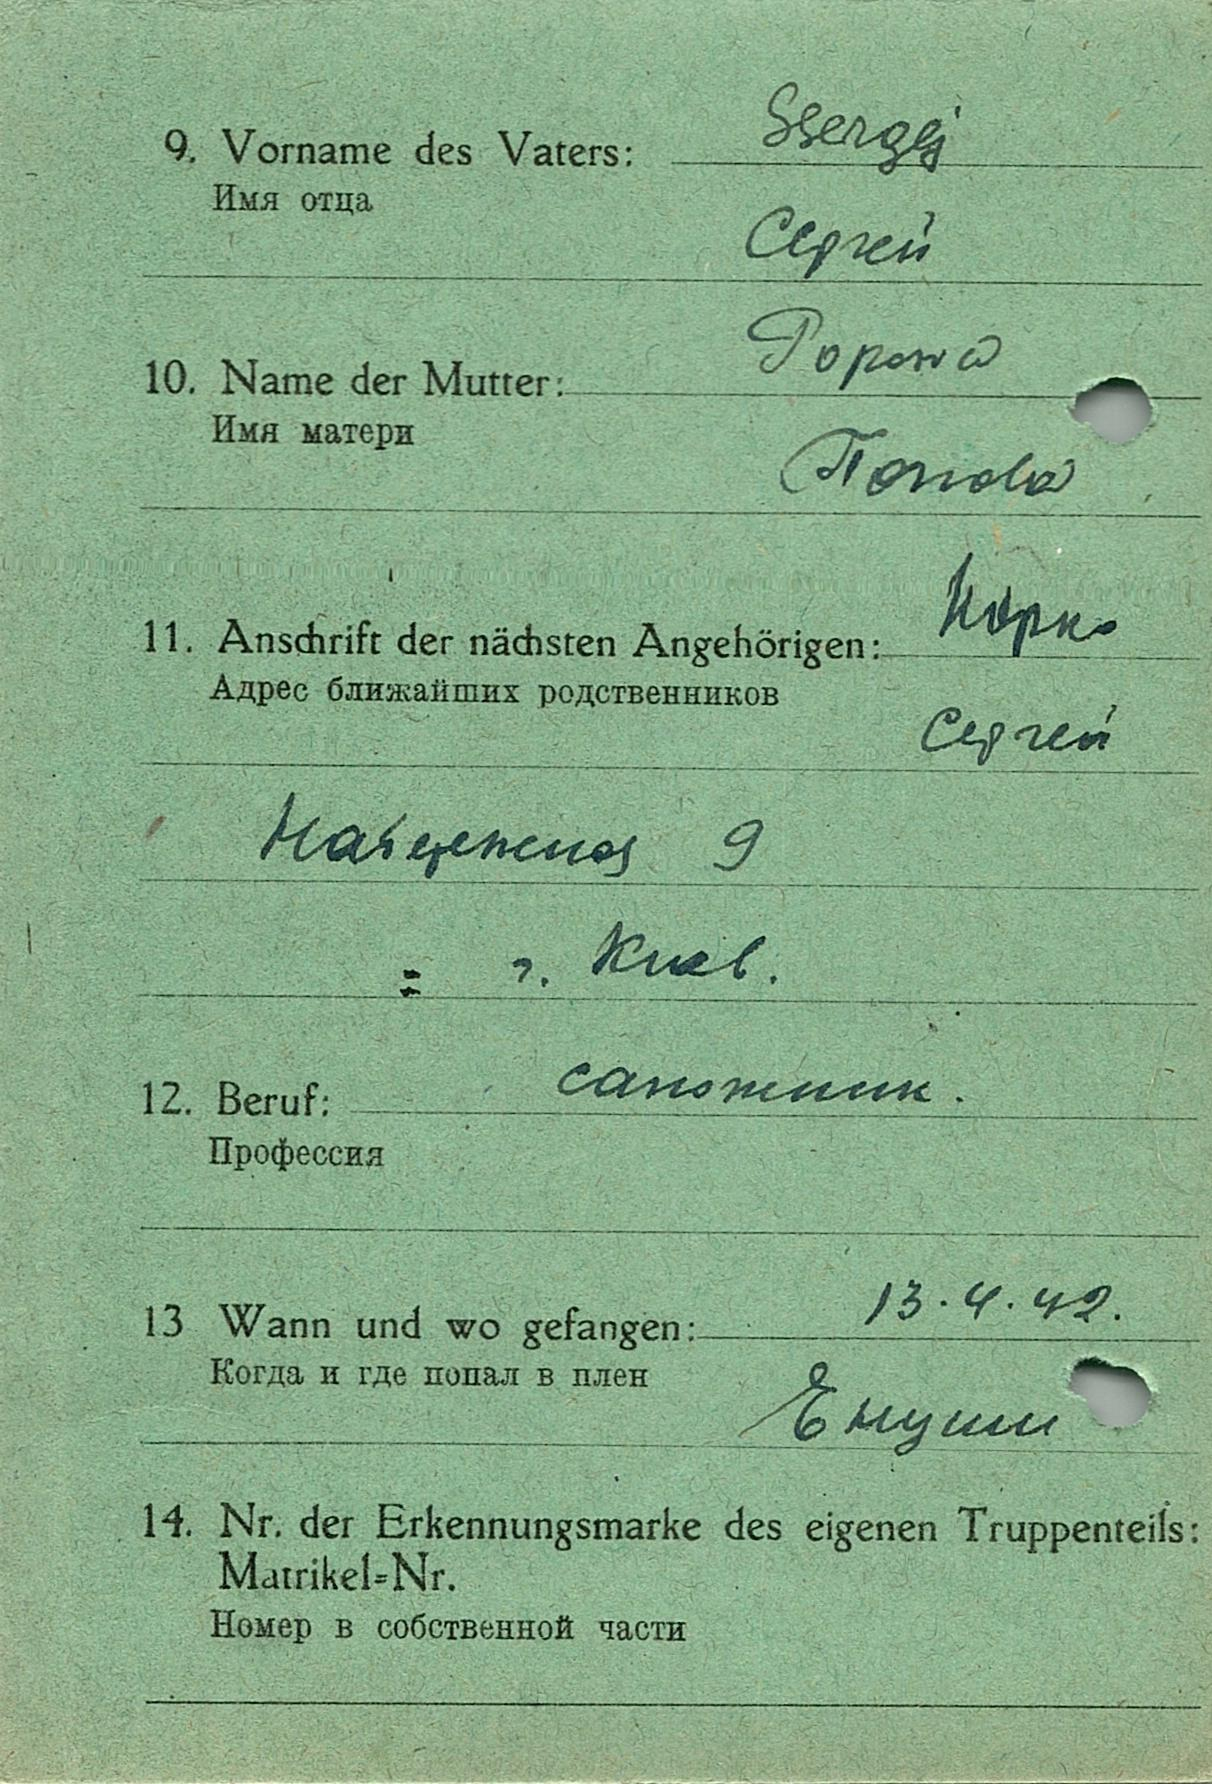 9. Vorname des Vaters: Ssergej
Имя отца
Сергей
10. Name der Mutter: Popowa
Имя матери
Попова
11. Anschrift der nächsten Angehörigen:
Адрес ближайших родственников
Сергей
9
г. Киев.
12. Beruf: сапожник.
Профессия
13 Wann und wo gefangen: 13.4.42.
Когда и где попал в плен
14. Nr. der Erkennungsmarke des eigenen Truppenteils:
Matrikel=Nr.
Номер в собственной части